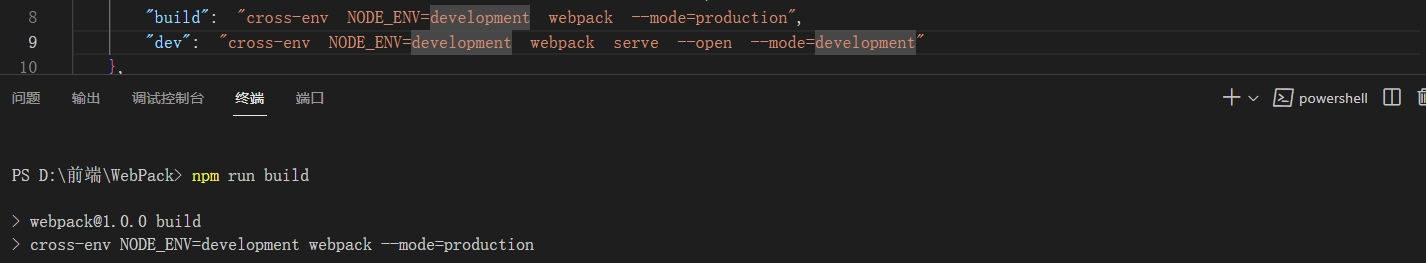 8 "build": "cross-env NODE_ENV=development webpack --mode=production",
9 "dev": "cross-env NODE_ENV=development webpack serve --open --mode=development"
10 },
问题 输出 调试控制台 终端 端口 powershell
PS D:\前端\WebPack> npm run build
> webpack@1.0.0 build
> cross-env NODE_ENV=development webpack --mode=production